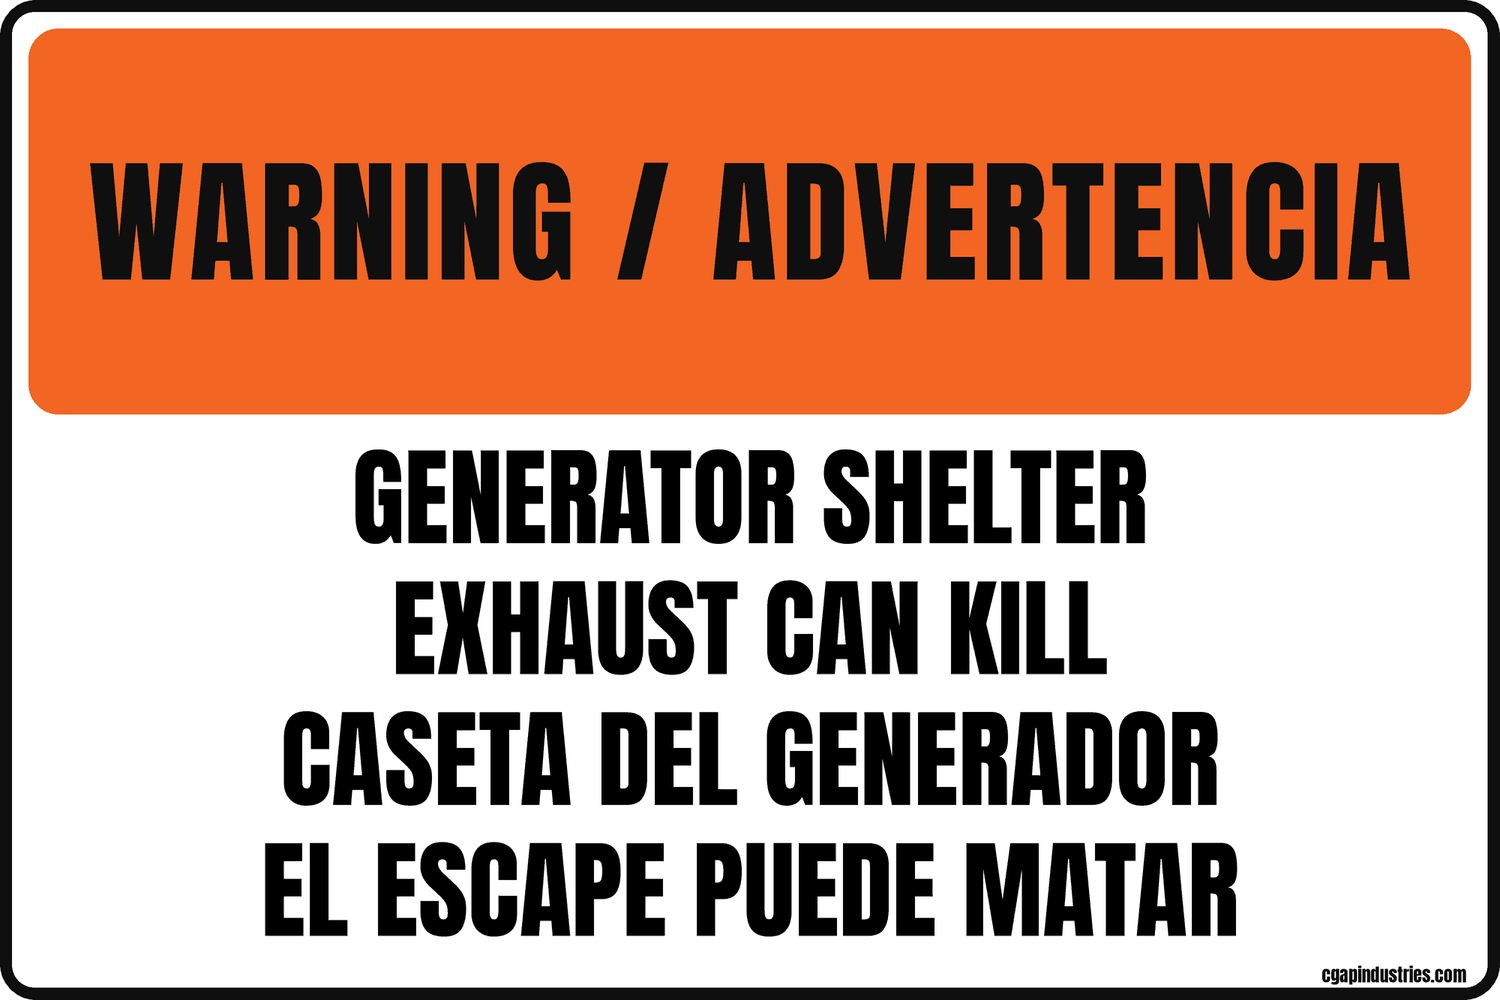 WARNING / ADVERTENCIA
GENERATOR SHELTER
EXHAUST CAN KILL
CASETA DEL GENERADOR
EL ESCAPE PUEDE MATAR
cgapindustries.com